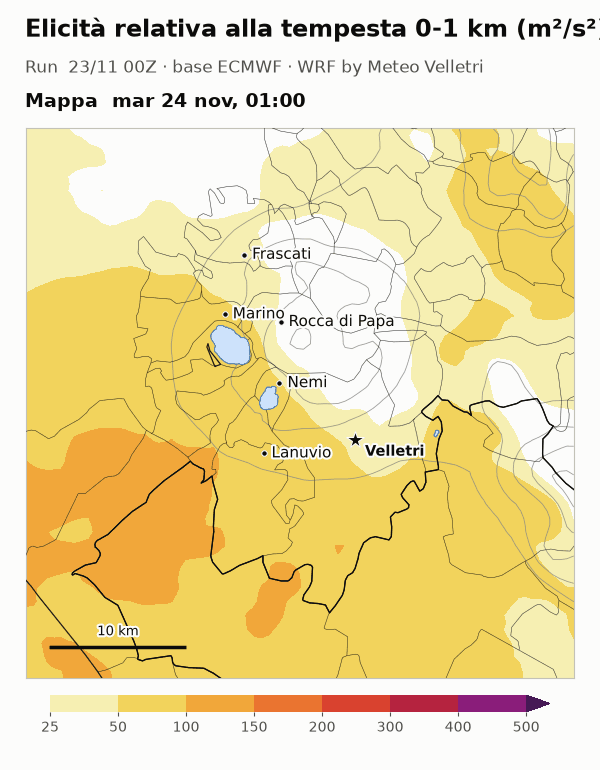 Elicità relativa alla tempesta 0-1 km (m²/s²)
Run  23/11 00Z · base ECMWF · WRF by Meteo Velletri
Mappa  mar 24 nov, 01:00
Frascati
Marino
Rocca di Papa
Nemi
Velletri
Lanuvio
10 km
25 50 100 150 200 300 400 500